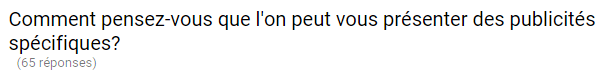 Comment pensez-vous que l'on peut vous présenter des publicités
spécifiques?
(65 réponses)